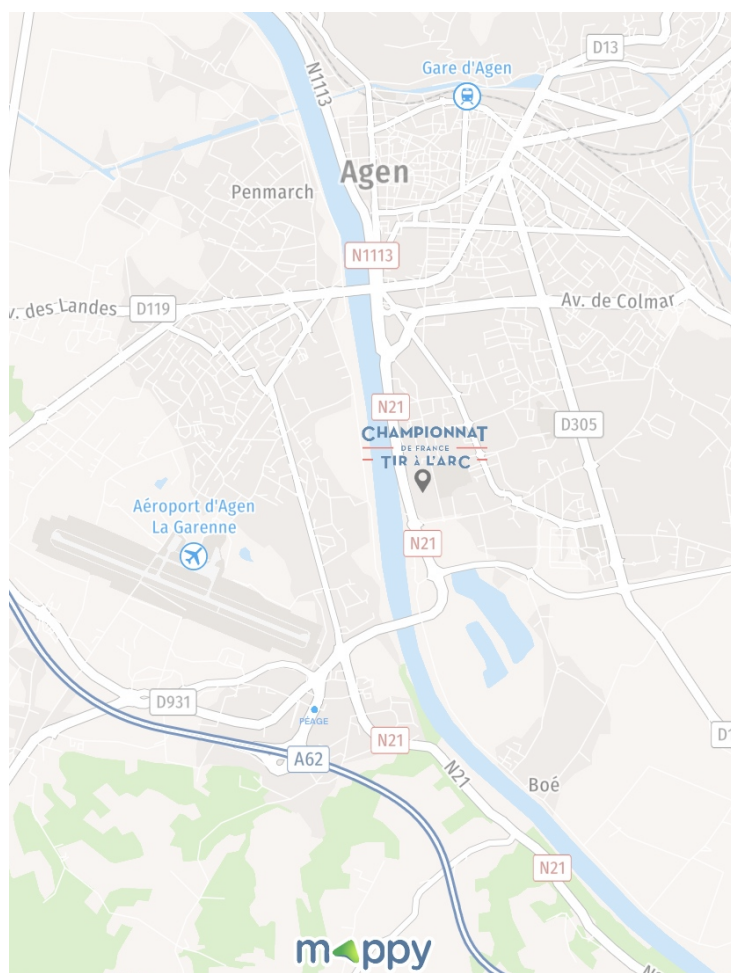 D13
N1113
Gare d'Agen
Agen
Penmarch
N1113
Av. de Colmar
. des Landes
D119
N21
CHAMPIONNAT
DE FRANCE
TIR À L'ARC
D305
Aéroport d'Agen
La Garenne
N21
D931
PÉAGE
N21
A62
N21
Boé
N21
mappy